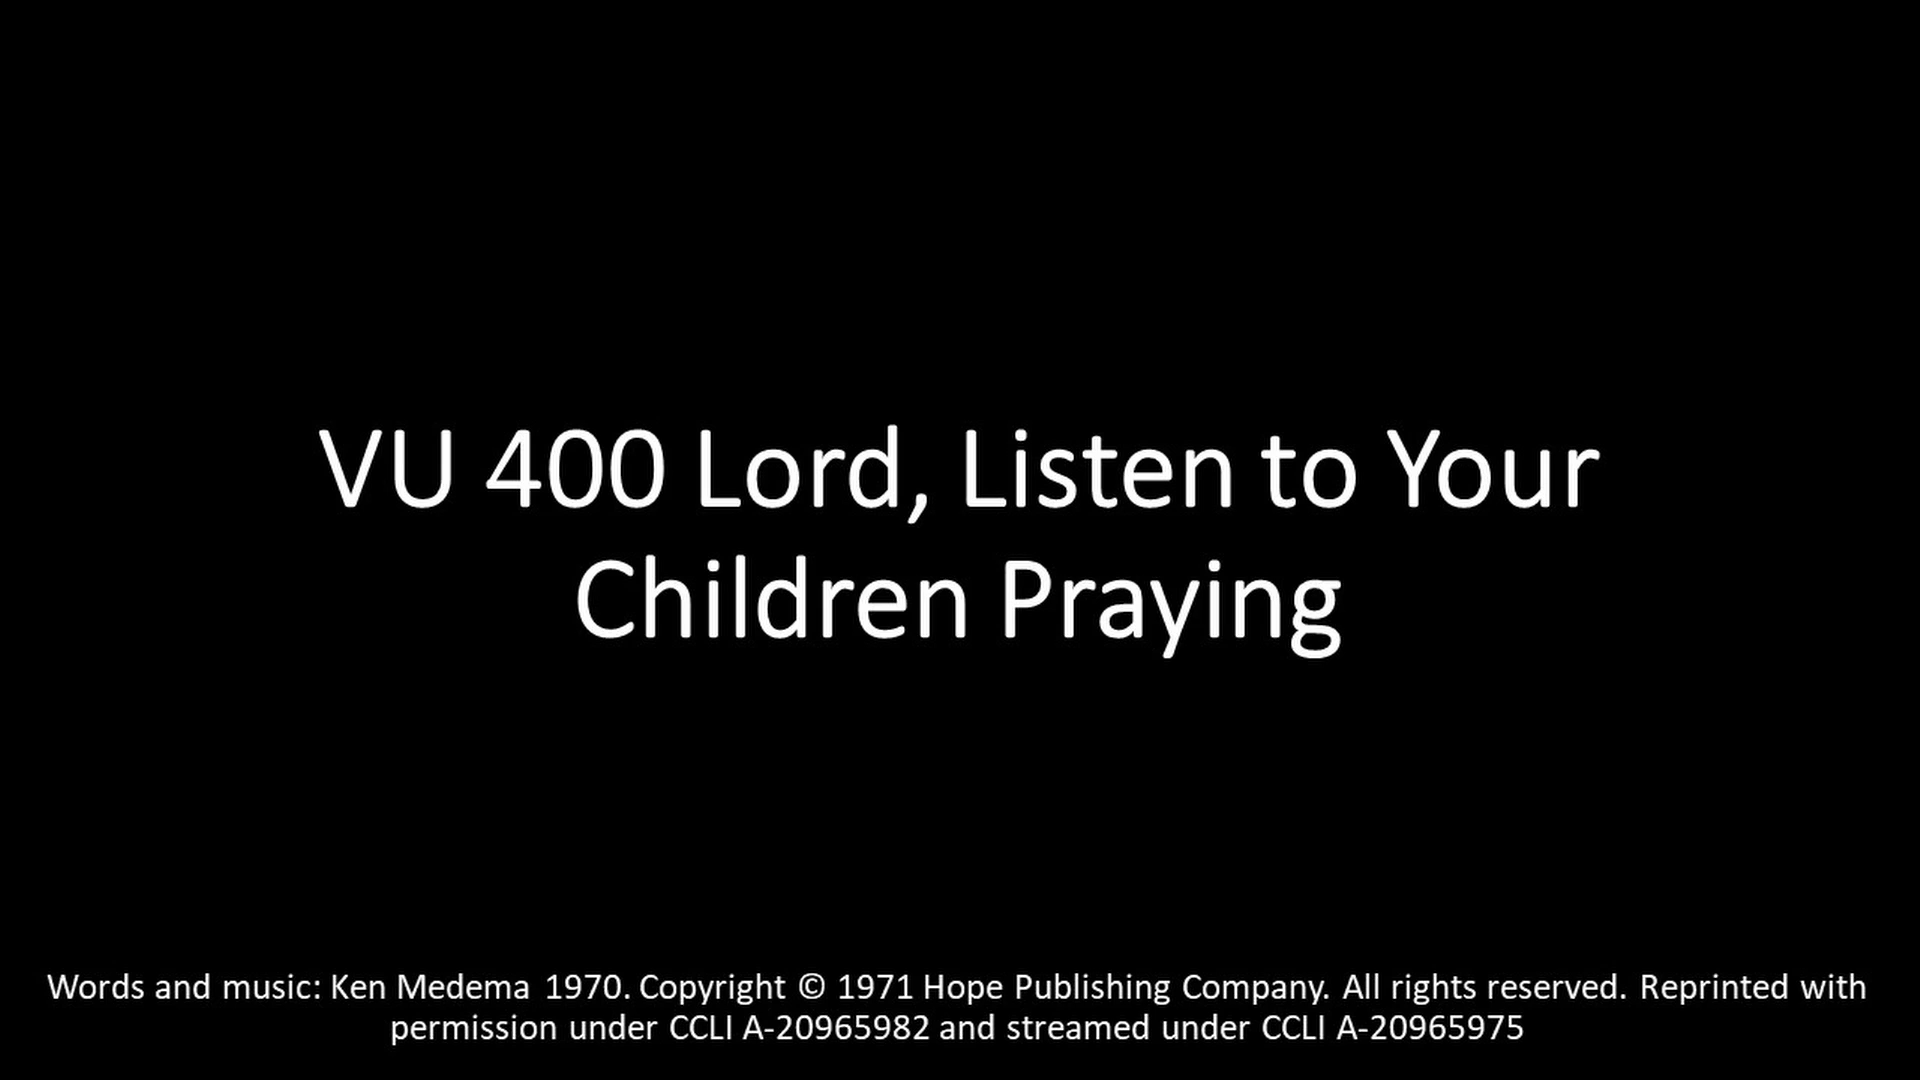 VU 400 Lord, Listen to Your
Children Praying
Words and music: Ken Medema 1970. Copyright © 1971 Hope Publishing Company. All rights reserved. Reprinted with
permission under CCLI A-20965982 and streamed under CCLI A-20965975